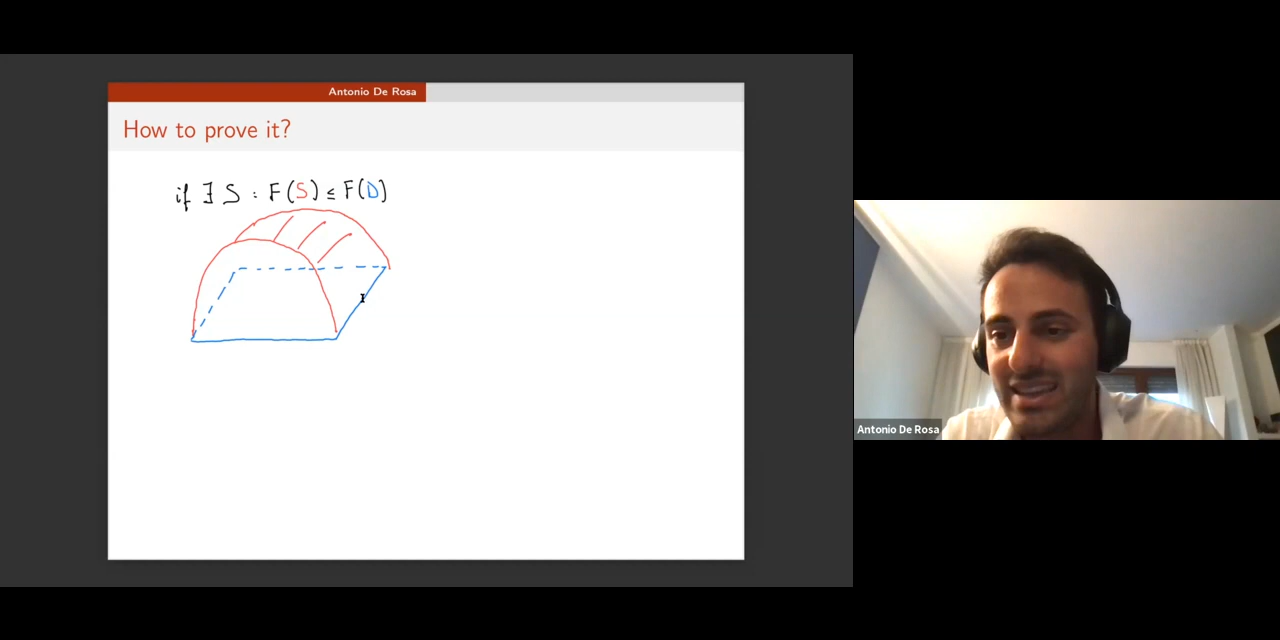 Antonio De Rosa
How to prove it?
if ∃ S : F(S) ≤ F(D)
Antonio De Rosa